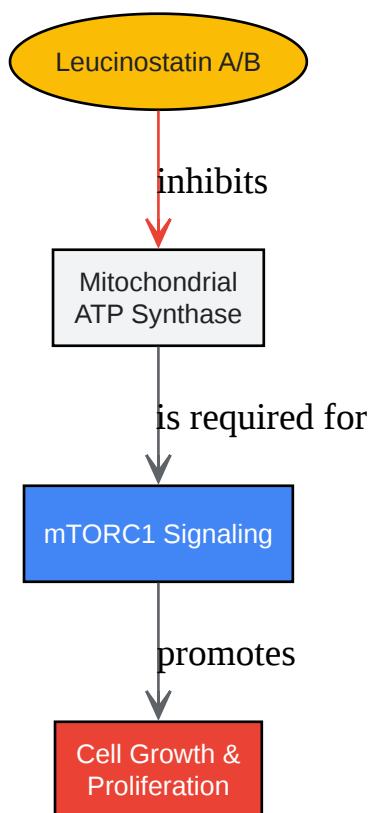 Leucinostatin A/B
inhibits
Mitochondrial
ATP Synthase
is required for
mTORC1 Signaling
promotes
Cell Growth &
Proliferation